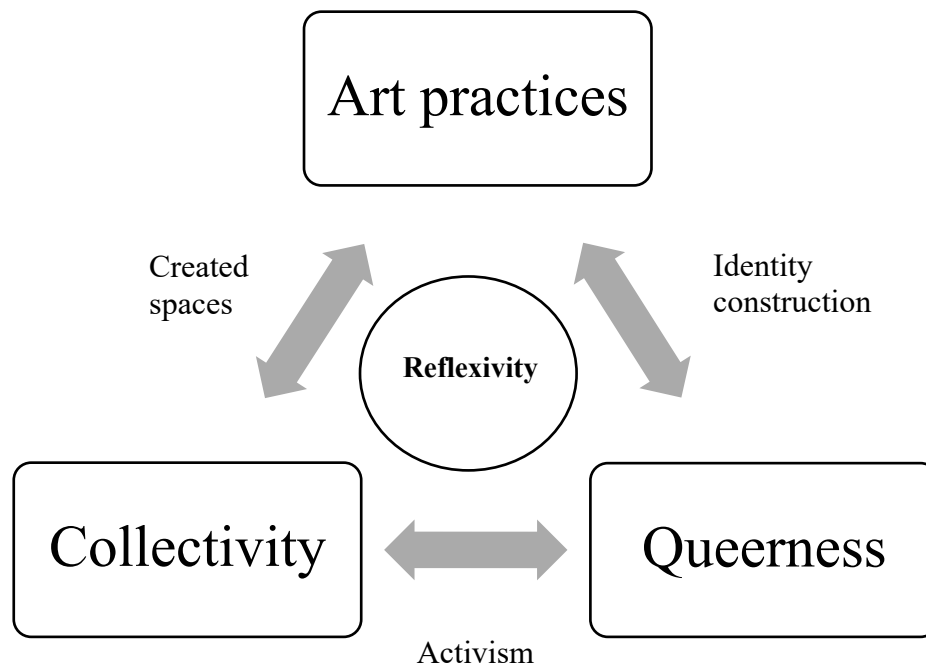 Art practices
Created
spaces
Identity
construction
Reflexivity
Collectivity
Queerness
Activism